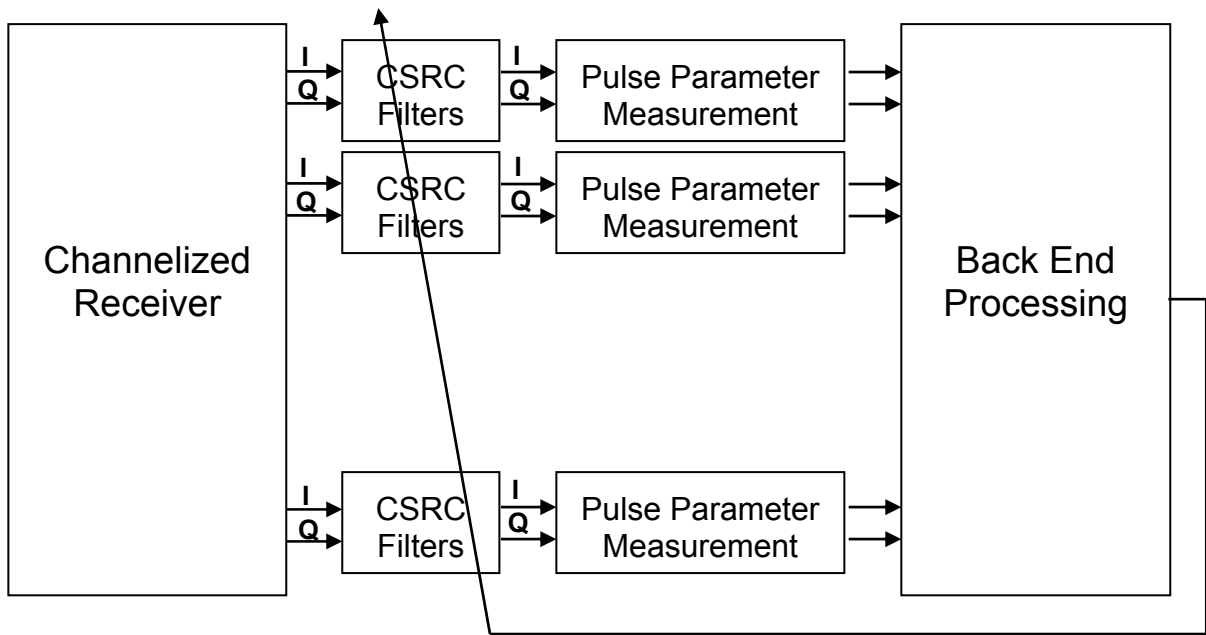 Channelized
Receiver
I
Q
CSRC
Filters
I
Q
Pulse Parameter
Measurement
I
Q
CSRC
Filters
I
Q
Pulse Parameter
Measurement
I
Q
CSRC
Filters
I
Q
Pulse Parameter
Measurement
Back End
Processing